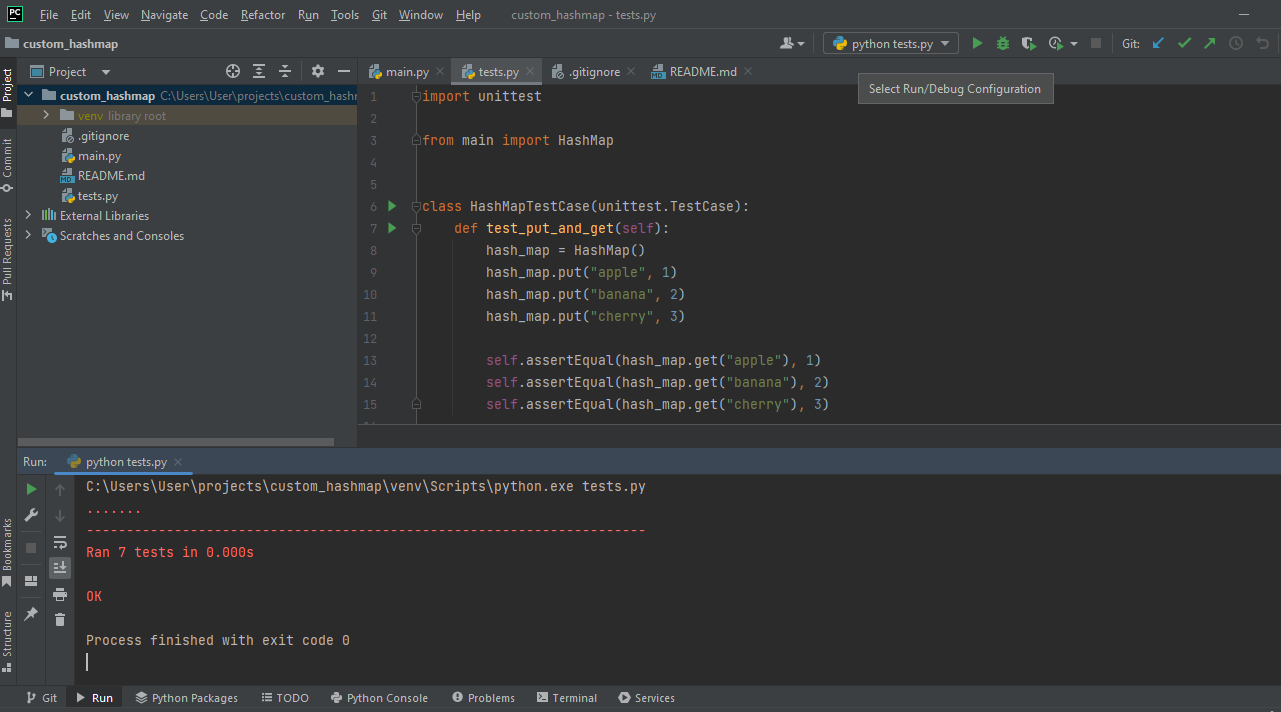 PC File Edit View Navigate Code Refactor Run Tools Git Window Help custom_hashmap - tests.py
custom_hashmap python tests.py Git:
Project main.py tests.py .gitignore README.md
Select Run/Debug Configuration
Project
Commit
Pull Requests
Bookmarks
Structure
custom_hashmap C:\Users\User\projects\custom_hashm
venv library root
.gitignore
main.py
MD README.md
tests.py
External Libraries
Scratches and Consoles
1 import unittest
2
3 from main import HashMap
4
5
6 class HashMapTestCase(unittest.TestCase):
7 def test_put_and_get(self):
8 hash_map = HashMap()
9 hash_map.put("apple", 1)
10 hash_map.put("banana", 2)
11 hash_map.put("cherry", 3)
12
13 self.assertEqual(hash_map.get("apple"), 1)
14 self.assertEqual(hash_map.get("banana"), 2)
15 self.assertEqual(hash_map.get("cherry"), 3)
Run: python tests.py
C:\Users\User\projects\custom_hashmap\venv\Scripts\python.exe tests.py
.......
----------------------------------------------------------------------
Ran 7 tests in 0.000s
OK
Process finished with exit code 0
Git Run Python Packages TODO Python Console Problems Terminal Services